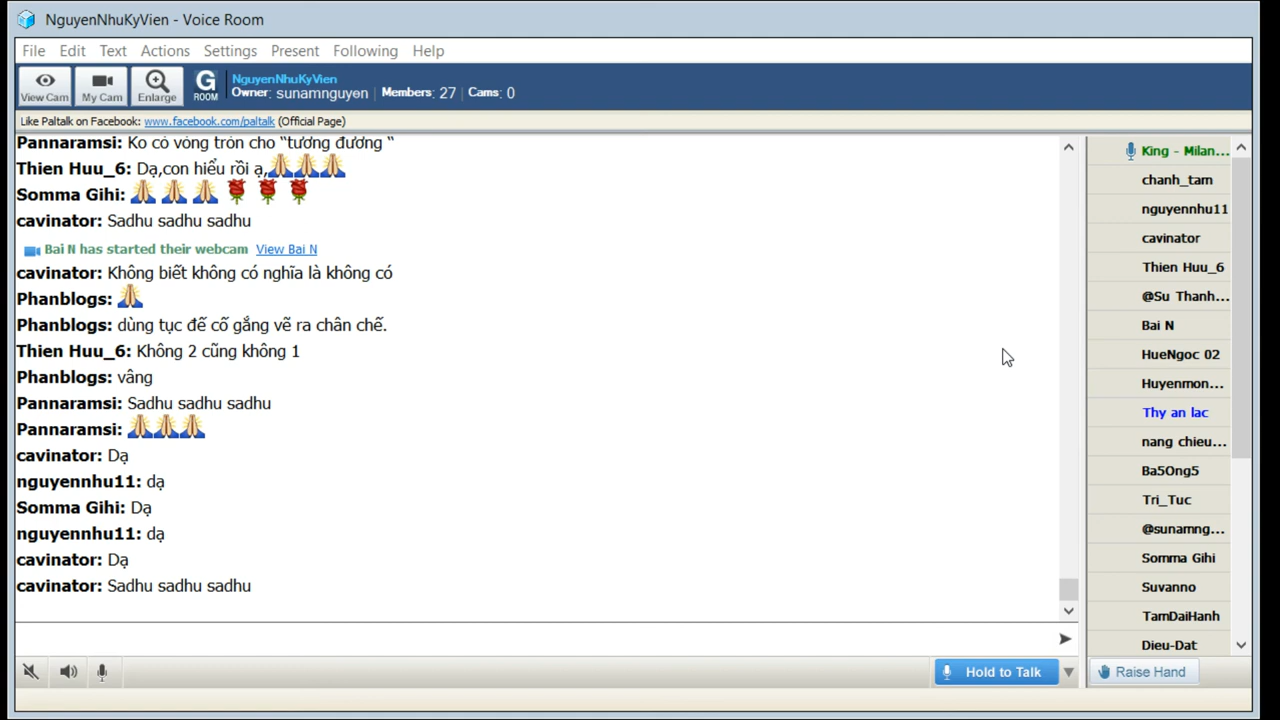 NguyenNhuKyVien - Voice Room
File Edit Text Actions Settings Present Following Help
View Cam My Cam Enlarge G ROOM
NguyenNhuKyVien
Owner: sunamnguyen Members: 27 Cams: 0
Like Paltalk on Facebook: www.facebook.com/paltalk (Official Page)
Pannaramsi: Ko có vòng tròn cho “tương đương “
Thien Huu_6: Dạ,con hiểu rồi ạ,🙏🙏🙏
Somma Gihi: 🙏 🙏 🙏 🌹 🌹 🌹
cavinator: Sadhu sadhu sadhu
Bai N has started their webcam View Bai N
cavinator: Không biết không có nghĩa là không có
Phanblogs: 🙏
Phanblogs: dùng tục đế cố gắng vẽ ra chân chế.
Thien Huu_6: Không 2 cũng không 1
Phanblogs: vâng
Pannaramsi: Sadhu sadhu sadhu
Pannaramsi: 🙏🙏🙏
cavinator: Dạ
nguyennhu11: dạ
Somma Gihi: Dạ
nguyennhu11: dạ
cavinator: Dạ
cavinator: Sadhu sadhu sadhu
King - Milan...
chanh_tam
nguyennhu11
cavinator
Thien Huu_6
@Su Thanh...
Bai N
HueNgoc 02
Huyenmon...
Thy an lac
nang chieu...
Ba5Ong5
Tri_Tuc
@sunamng...
Somma Gihi
Suvanno
TamDaiHanh
Dieu-Dat
Hold to Talk
Raise Hand